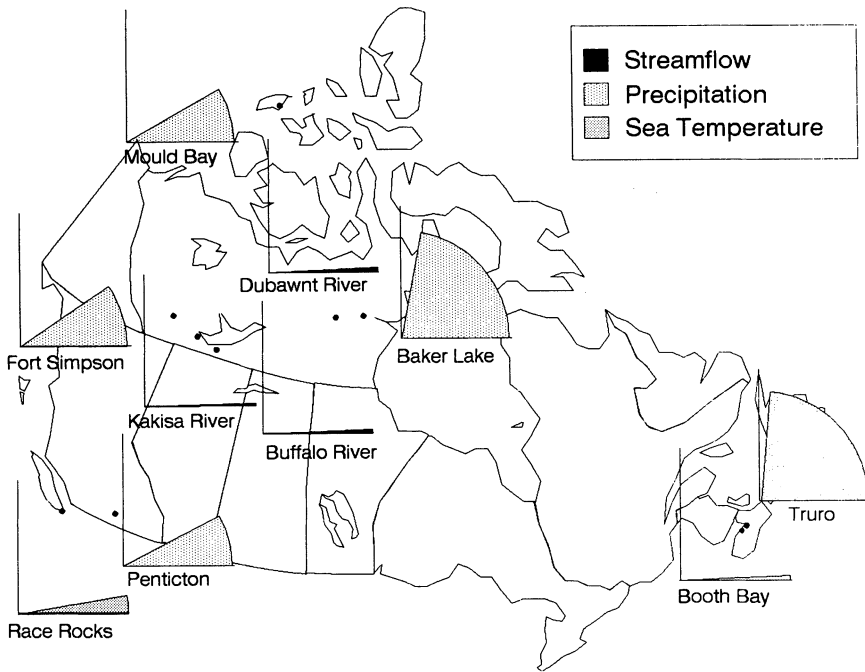 Streamflow
Precipitation
Sea Temperature
Mould Bay
Dubawnt River
Fort Simpson
Baker Lake
Kakisa River
Buffalo River
Truro
Penticton
Booth Bay
Race Rocks